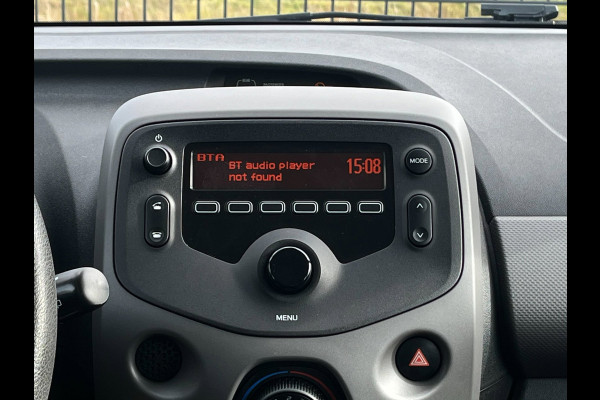 BTA
BT audio player
not found
15:08
MODE
MENU